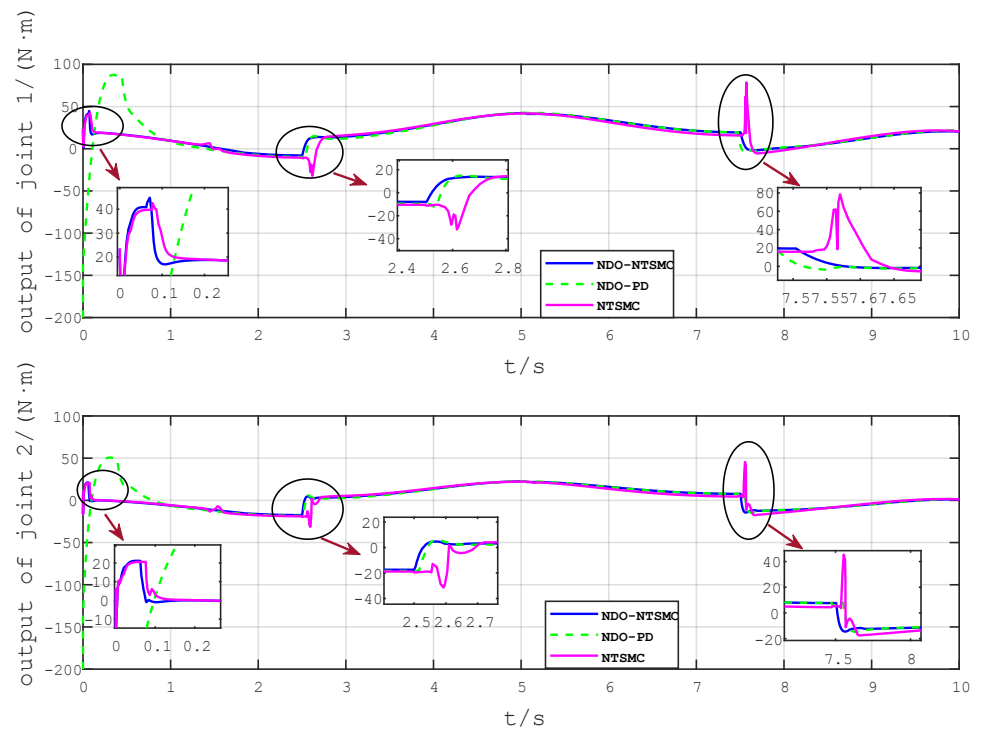 output of joint 1/(N·m)
100
50
0
-50
-100
-150
-200
40
30
20
0 0.1 0.2
20
0
-20
-40
2.4 2.6 2.8
80
60
40
20
0
7.57.557.67.65
NDO-NTSMC
NDO-PD
NTSMC
0 1 2 3 4 5 6 7 8 9 10
t/s
output of joint 2/(N·m)
100
50
0
-50
-100
-150
-200
20
10
0
-10
0 0.1 0.2
20
0
-20
-40
2.52.62.7
40
20
0
-20
7.5 8
NDO-NTSMC
NDO-PD
NTSMC
0 1 2 3 4 5 6 7 8 9 10
t/s